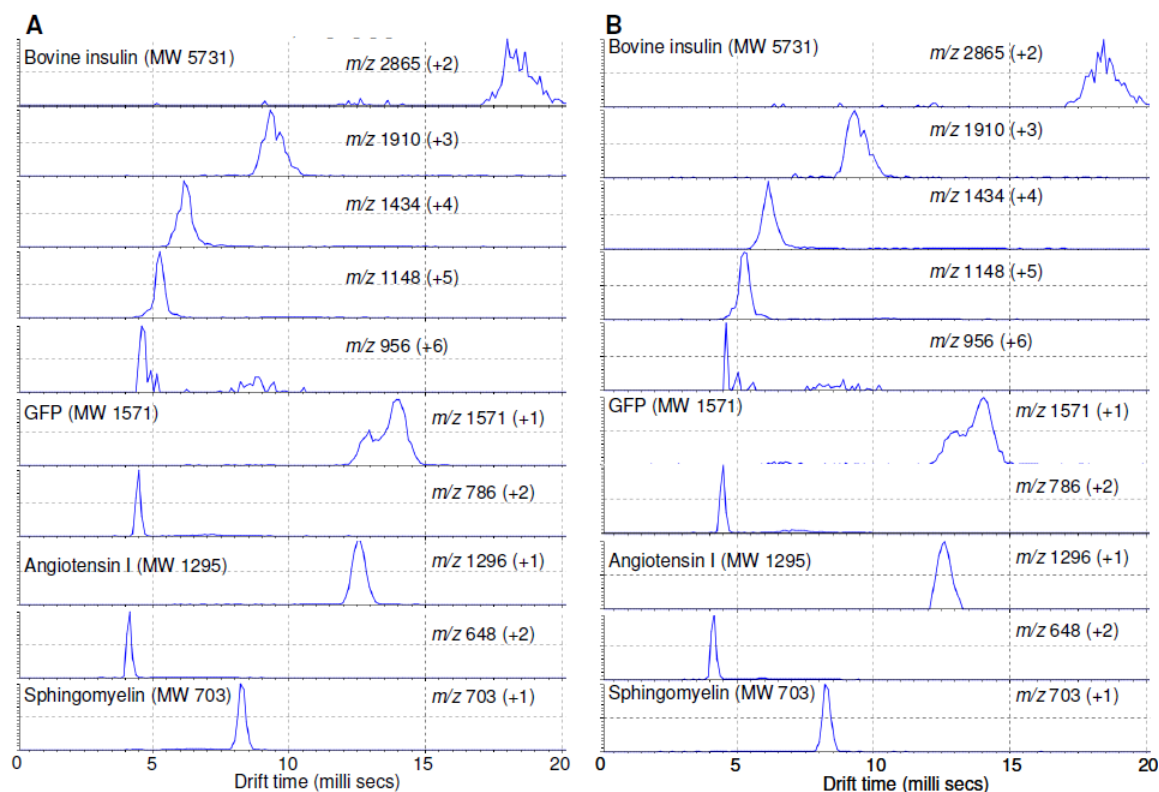 A
Bovine insulin (MW 5731)
m/z 2865 (+2)
m/z 1910 (+3)
m/z 1434 (+4)
m/z 1148 (+5)
m/z 956 (+6)
GFP (MW 1571)
m/z 1571 (+1)
m/z 786 (+2)
Angiotensin I (MW 1295)
m/z 1296 (+1)
m/z 648 (+2)
Sphingomyelin (MW 703)
m/z 703 (+1)
0 5 10 15 20
Drift time (milli secs)
B
Bovine insulin (MW 5731)
m/z 2865 (+2)
m/z 1910 (+3)
m/z 1434 (+4)
m/z 1148 (+5)
m/z 956 (+6)
GFP (MW 1571)
m/z 1571 (+1)
m/z 786 (+2)
Angiotensin I (MW 1295)
m/z 1296 (+1)
m/z 648 (+2)
Sphingomyelin (MW 703)
m/z 703 (+1)
0 5 10 15 20
Drift time (milli secs)